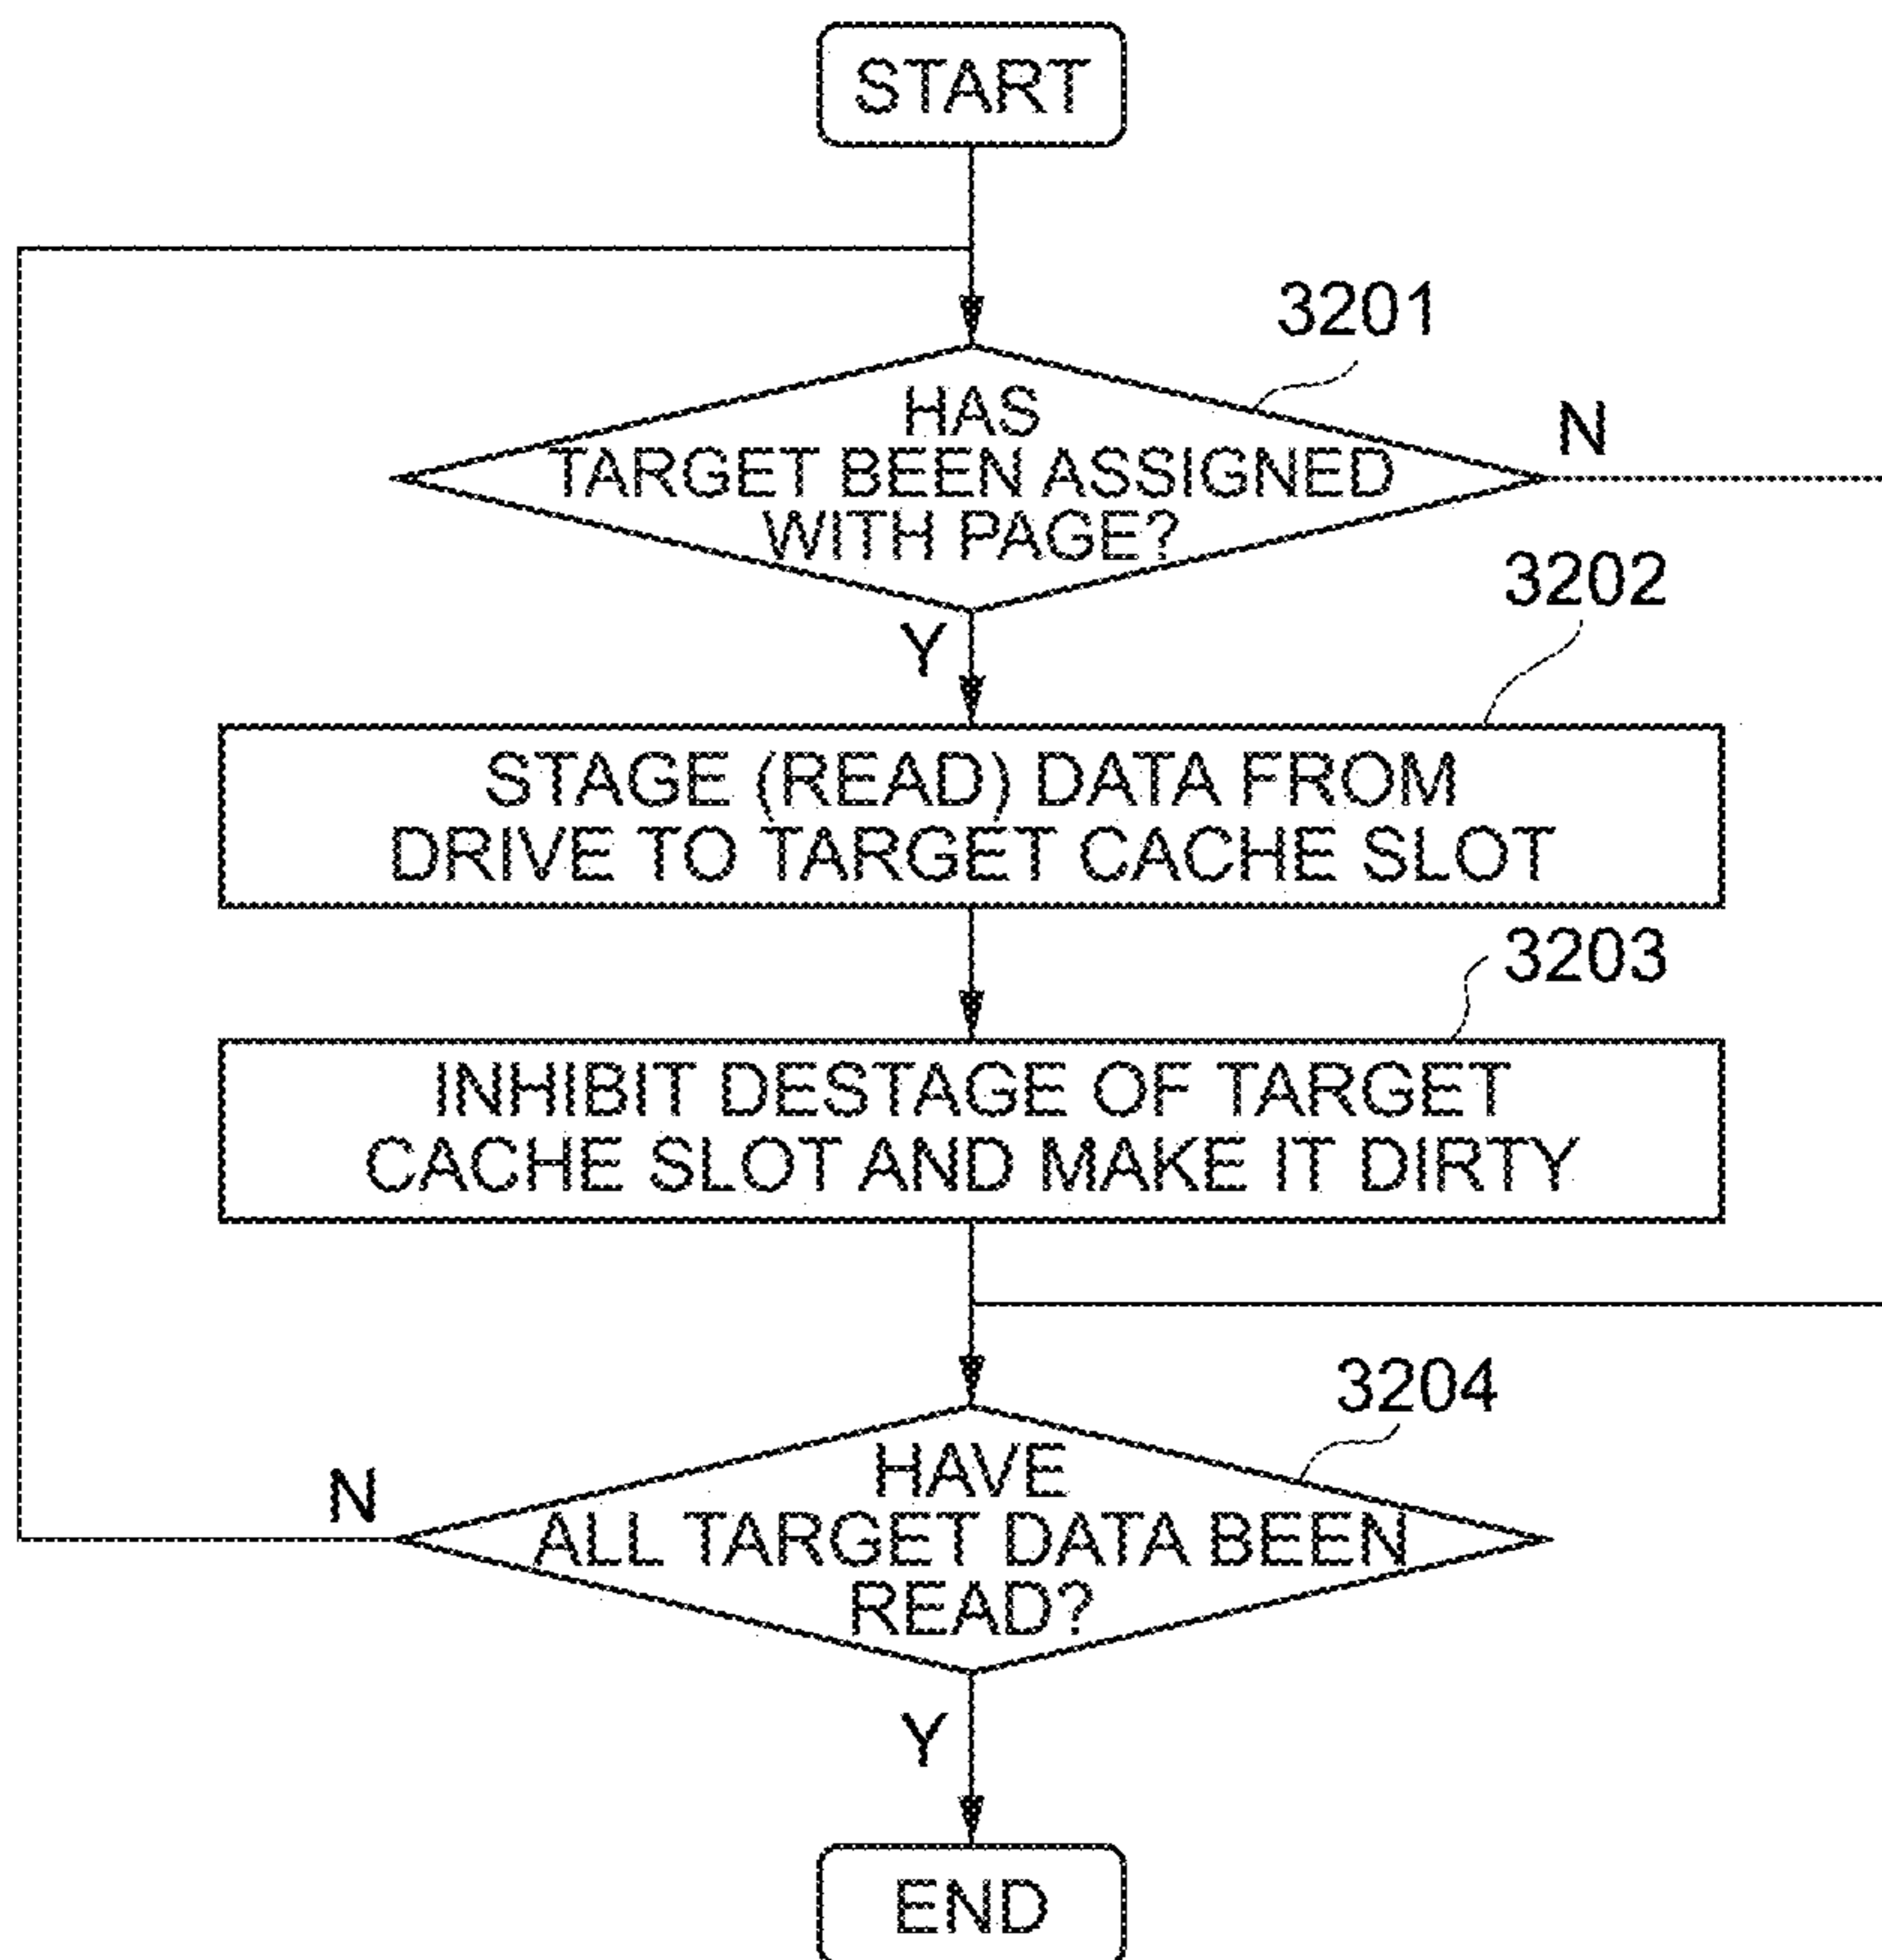 START
3201
HAS
TARGET BEEN ASSIGNED
WITH PAGE?
N
Y
3202
STAGE (READ) DATA FROM
DRIVE TO TARGET CACHE SLOT
3203
INHIBIT DESTAGE OF TARGET
CACHE SLOT AND MAKE IT DIRTY
3204
HAVE
ALL TARGET DATA BEEN
READ?
N
Y
END